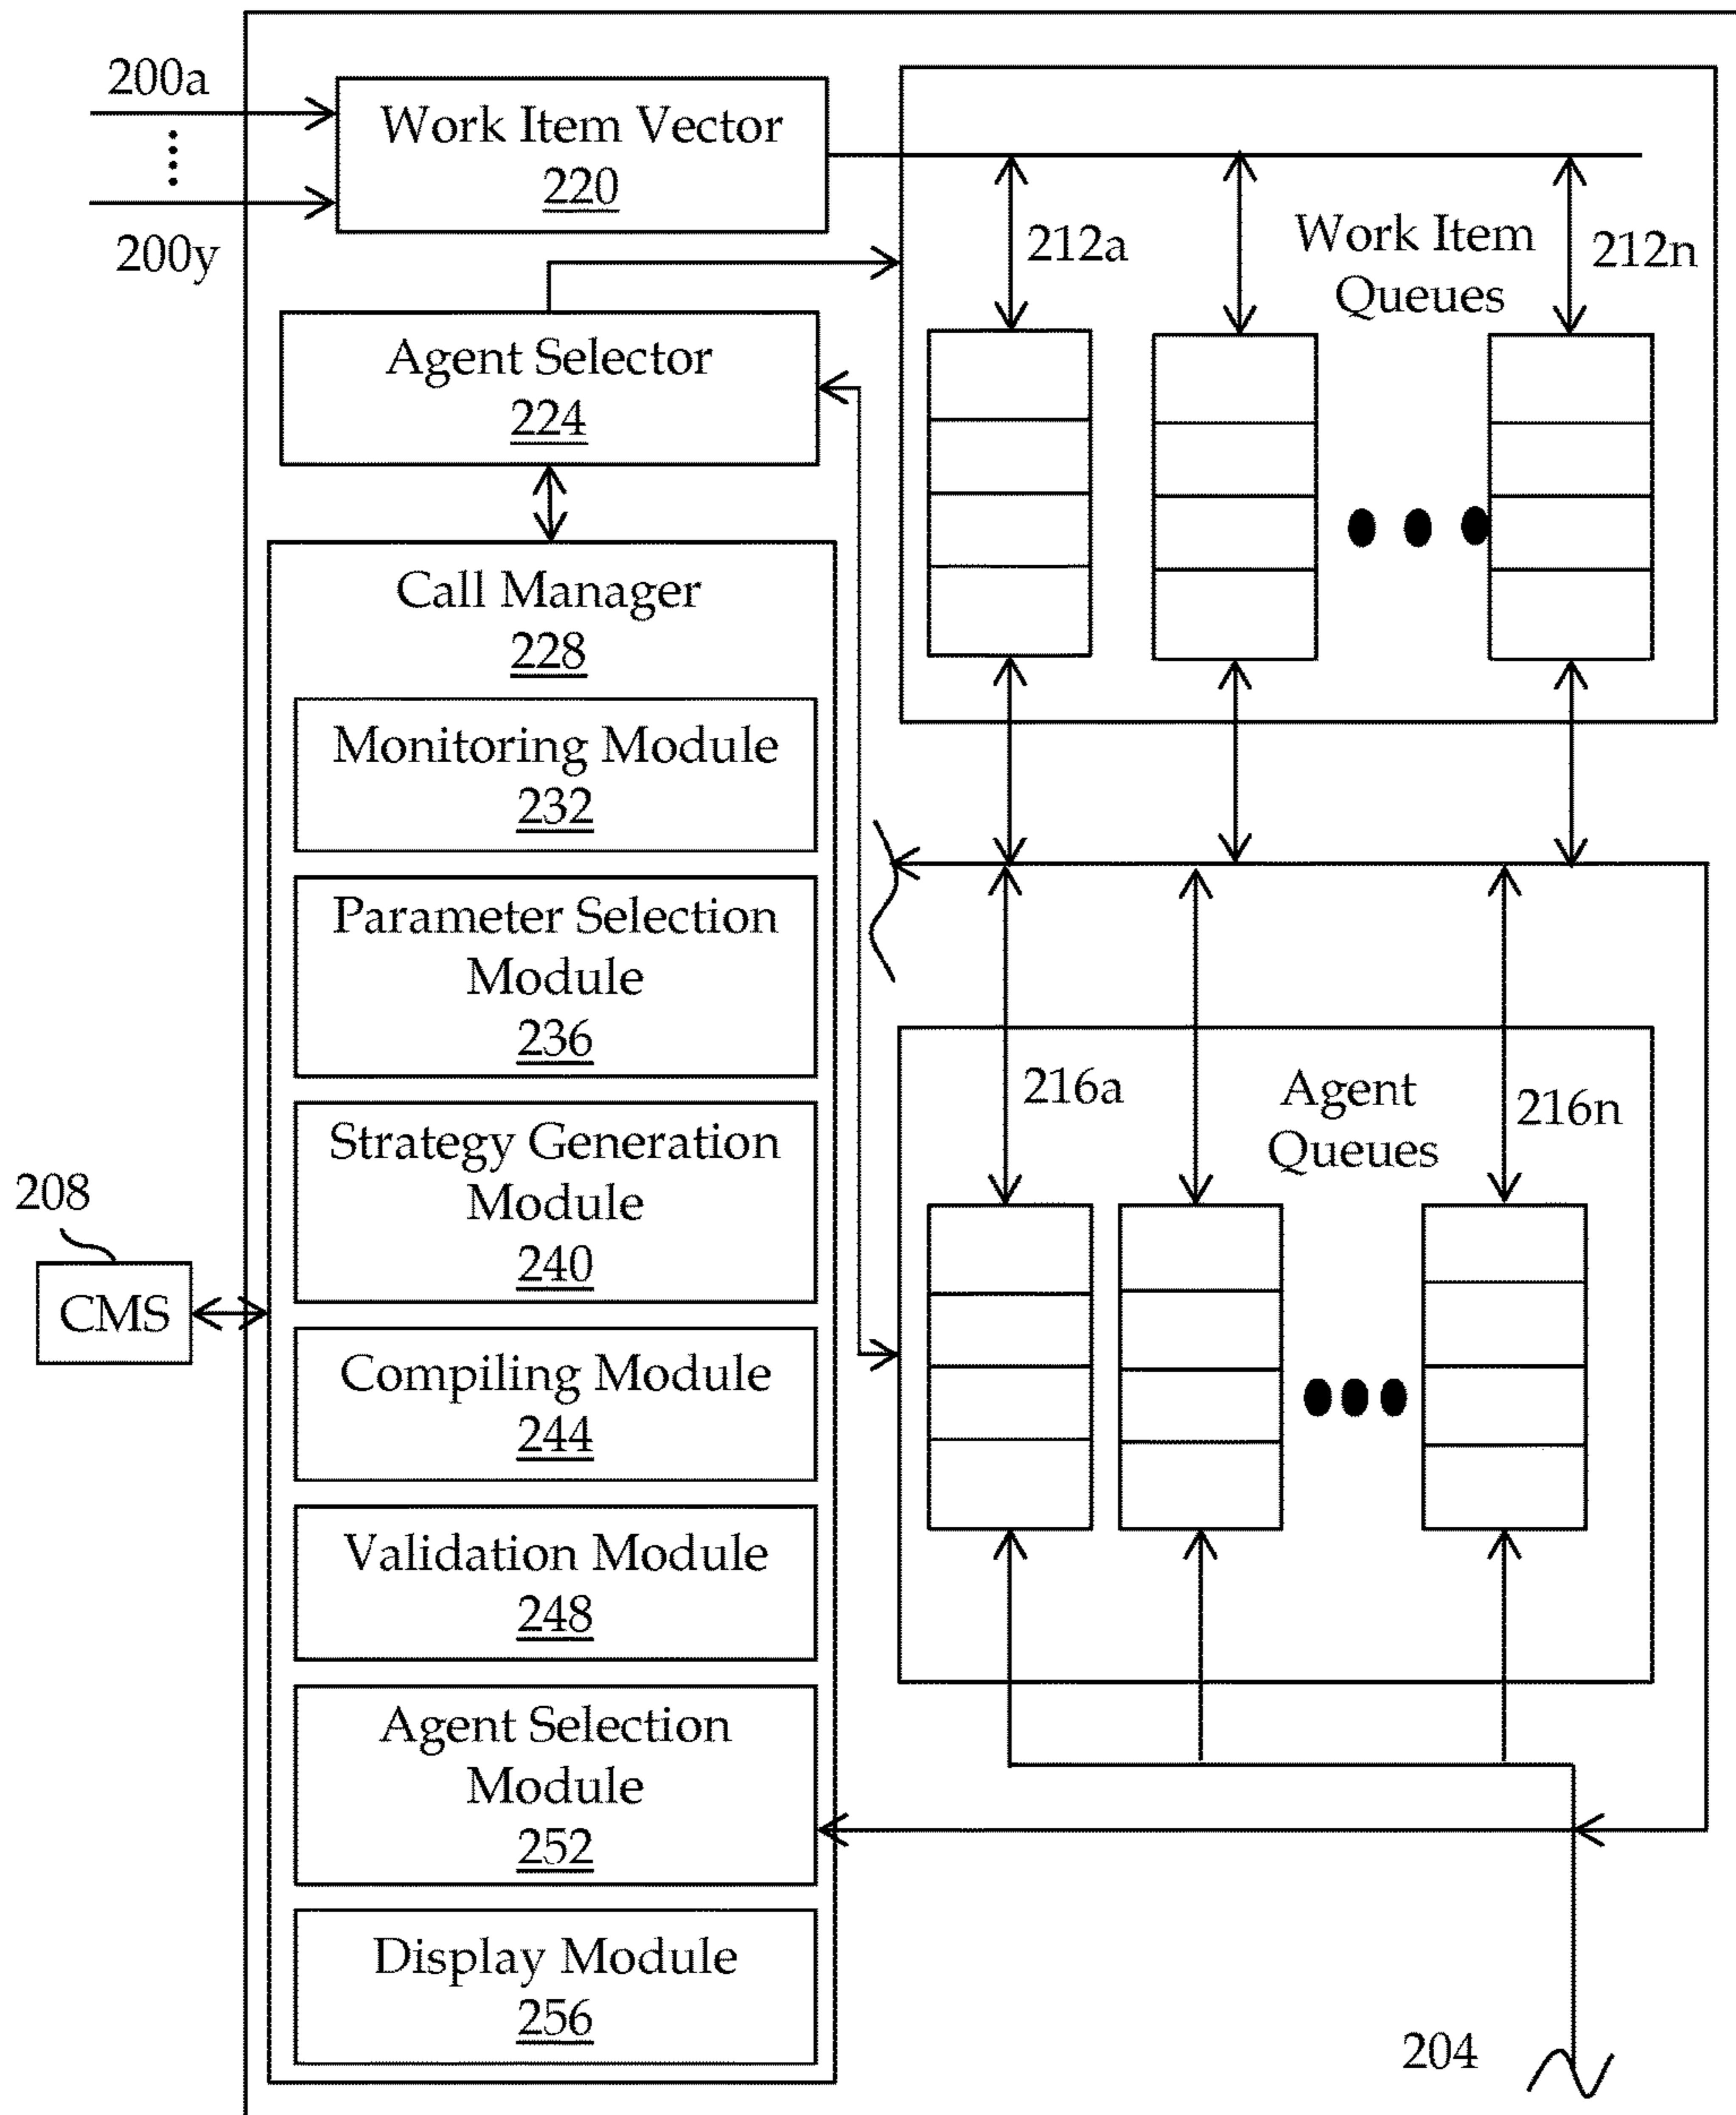 200a
200y
Work Item Vector
220
212a
Work Item
Queues
212n
Agent Selector
224
Call Manager
228
Monitoring Module
232
Parameter Selection
Module
236
Strategy Generation
Module
240
Compiling Module
244
Validation Module
248
Agent Selection
Module
252
Display Module
256
208
CMS
216a
Agent
Queues
216n
204